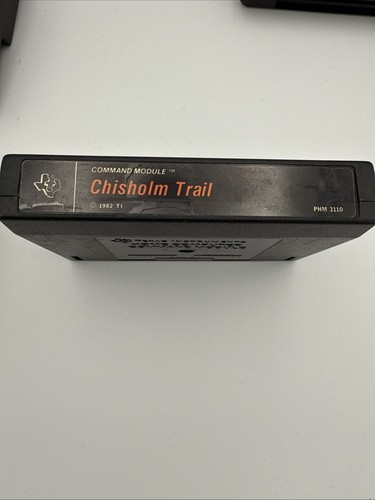 COMMAND MODULE ™
Chisholm Trail
© 1982 TI
PHM 3110